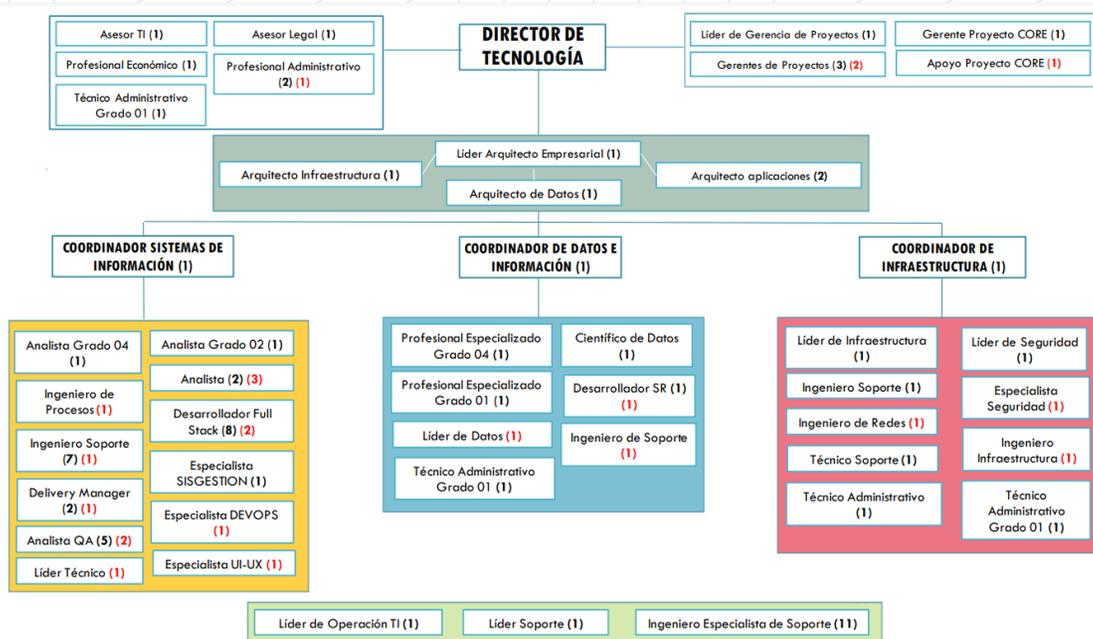 DIRECTOR DE
TECNOLOGÍA
Asesor TI (1)
Asesor Legal (1)
Profesional Económico (1)
Profesional Administrativo
(2) (1)
Técnico Administrativo
Grado 01 (1)
Líder de Gerencia de Proyectos (1)
Gerente Proyecto CORE (1)
Gerentes de Proyectos (3) (2)
Apoyo Proyecto CORE (1)
Líder Arquitecto Empresarial (1)
Arquitecto Infraestructura (1)
Arquitecto aplicaciones (2)
Arquitecto de Datos (1)
COORDINADOR SISTEMAS DE
INFORMACIÓN (1)
COORDINADOR DE DATOS E
INFORMACIÓN (1)
COORDINADOR DE
INFRAESTRUCTURA (1)
Analista Grado 04
(1)
Ingeniero de
Procesos (1)
Ingeniero Soporte
(7) (1)
Delivery Manager
(2) (1)
Analista QA (5) (2)
Líder Técnico (1)
Analista Grado 02 (1)
Analista (2) (3)
Desarrollador Full
Stack (8) (2)
Especialista
SISGESTION (1)
Especialista DEVOPS
(1)
Especialista UI-UX (1)
Profesional Especializado
Grado 04 (1)
Profesional Especializado
Grado 01 (1)
Líder de Datos (1)
Técnico Administrativo
Grado 01 (1)
Científico de Datos
(1)
Desarrollador SR (1)
(1)
Ingeniero de Soporte
(1)
Líder de Infraestructura
(1)
Ingeniero Soporte (1)
Ingeniero de Redes (1)
Técnico Soporte (1)
Técnico Administrativo
(1)
Líder de Seguridad
(1)
Especialista
Seguridad (1)
Ingeniero
Infraestructura (1)
Técnico
Administrativo
Grado 01 (1)
Líder de Operación TI (1)
Líder Soporte (1)
Ingeniero Especialista de Soporte (11)